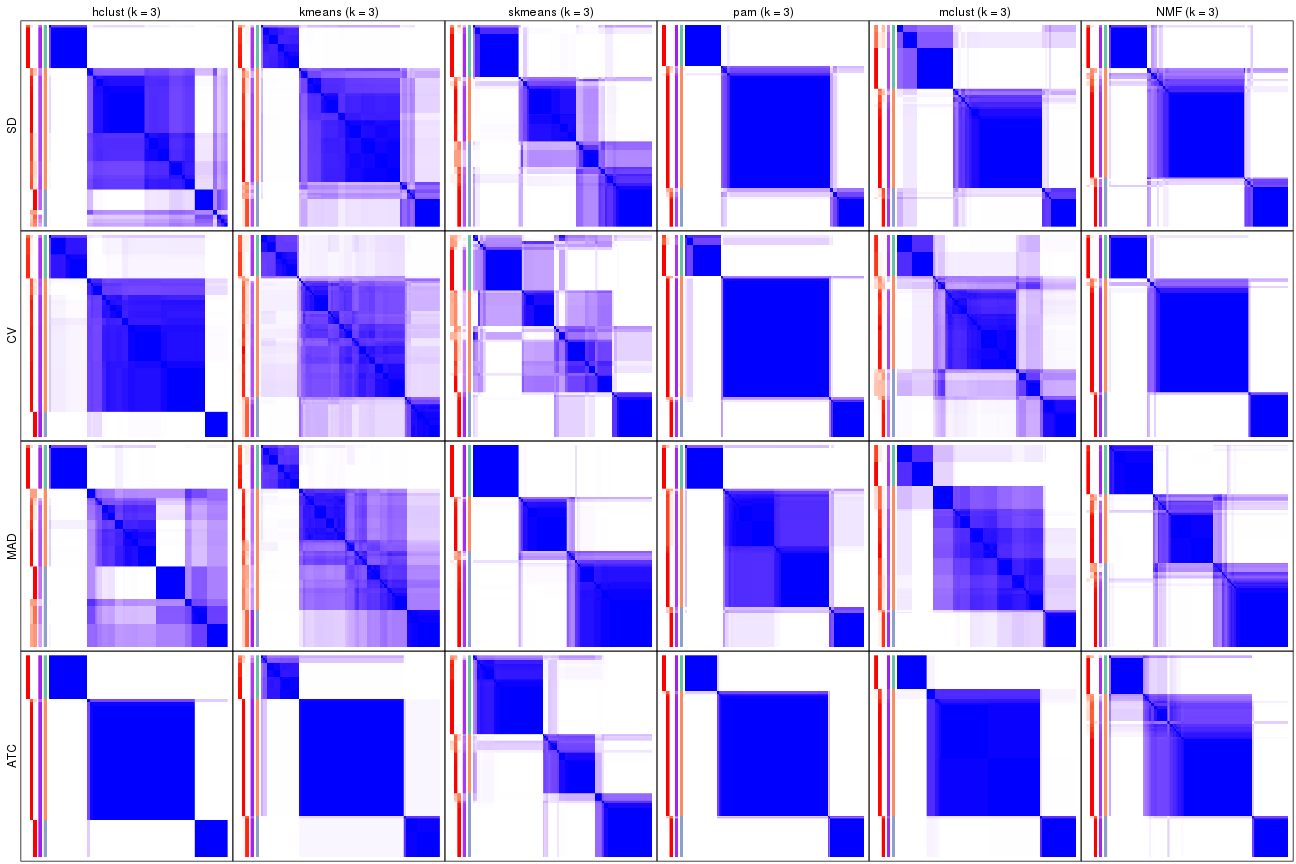 hclust (k = 3)
kmeans (k = 3)
skmeans (k = 3)
pam (k = 3)
mclust (k = 3)
NMF (k = 3)
SD
CV
MAD
ATC